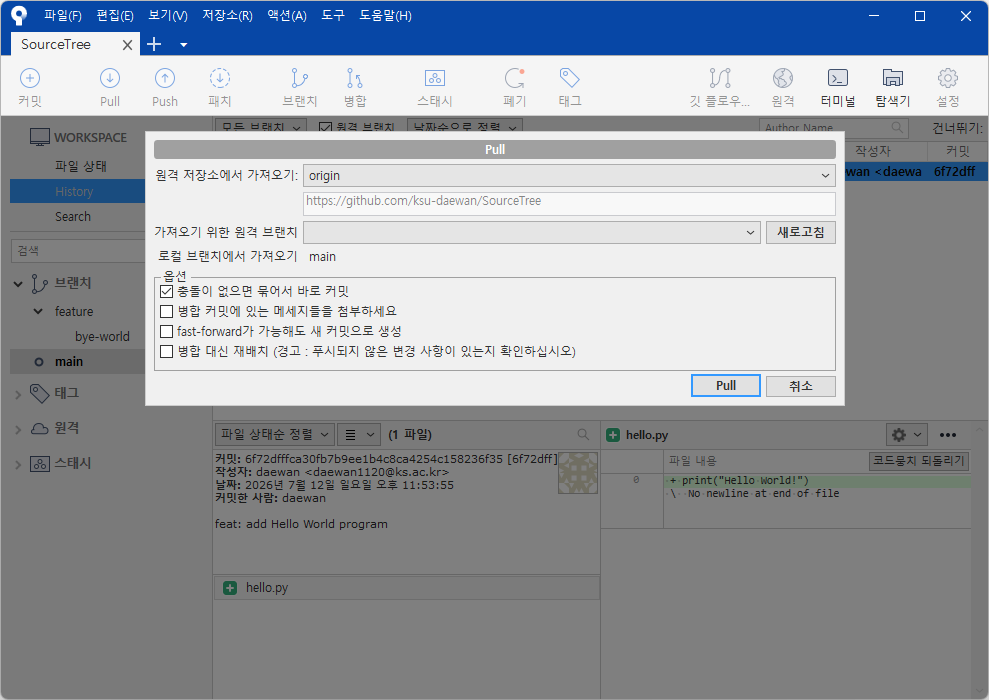 파일(F) 편집(E) 보기(V) 저장소(R) 액션(A) 도구 도움말(H)
SourceTree
커밋 Pull Push 패치 브랜치 병합 스태시 폐기 태그 깃 플로우... 원격 터미널 탐색기 설정
모든 브랜치 원격 브랜치 날짜순으로 정렬 Author Name 건너뛰기:
WORKSPACE
파일 상태
History
Search
검색
브랜치
feature
bye-world
main
태그
원격
스태시
작성자 커밋
ewan <daewa 6f72dff
Pull
원격 저장소에서 가져오기: origin
https://github.com/ksu-daewan/SourceTree
가져오기 위한 원격 브랜치 새로고침
로컬 브랜치에서 가져오기 main
옵션
충돌이 없으면 묶어서 바로 커밋
병합 커밋에 있는 메세지들을 첨부하세요
fast-forward가 가능해도 새 커밋으로 생성
병합 대신 재배치 (경고 : 푸시되지 않은 변경 사항이 있는지 확인하십시오)
Pull 취소
파일 상태순 정렬 (1 파일)
커밋: 6f72dfffca30fb7b9ee1b4c8ca4254c158236f35 [6f72dff]
작성자: daewan <daewan1120@ks.ac.kr>
날짜: 2026년 7월 12일 일요일 오후 11:53:55
커밋한 사람: daewan
feat: add Hello World program
hello.py
hello.py
파일 내용 코드뭉치 되돌리기
0 + print("Hello World!")
\ No newline at end of file